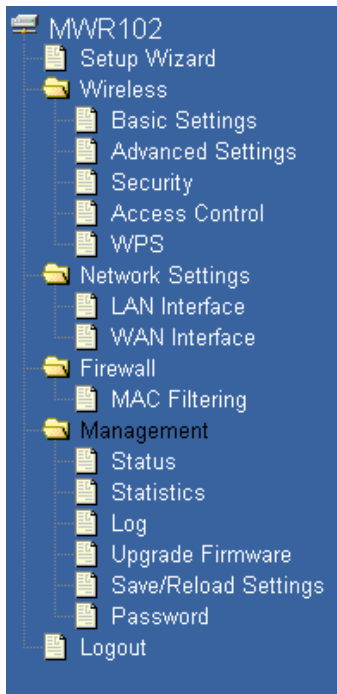 MWR102
Setup Wizard
Wireless
Basic Settings
Advanced Settings
Security
Access Control
WPS
Network Settings
LAN Interface
WAN Interface
Firewall
MAC Filtering
Management
Status
Statistics
Log
Upgrade Firmware
Save/Reload Settings
Password
Logout